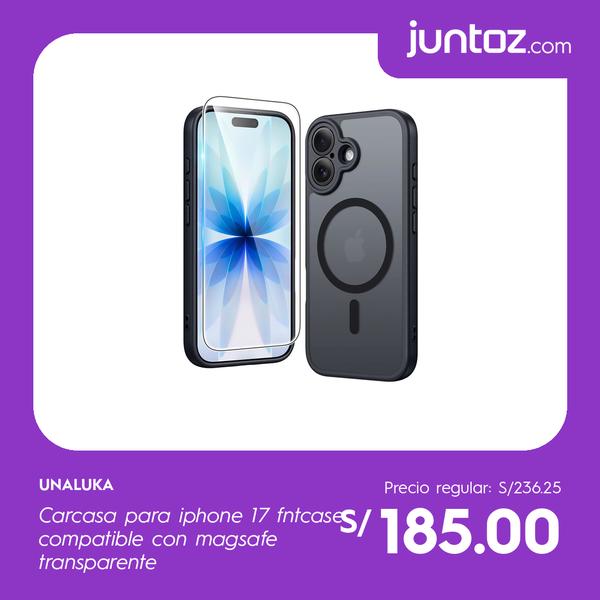 juntoz.com
UNALUKA
Carcasa para iphone 17 fntcase
compatible con magsafe
transparente
Precio regular: S/236.25
S/185.00